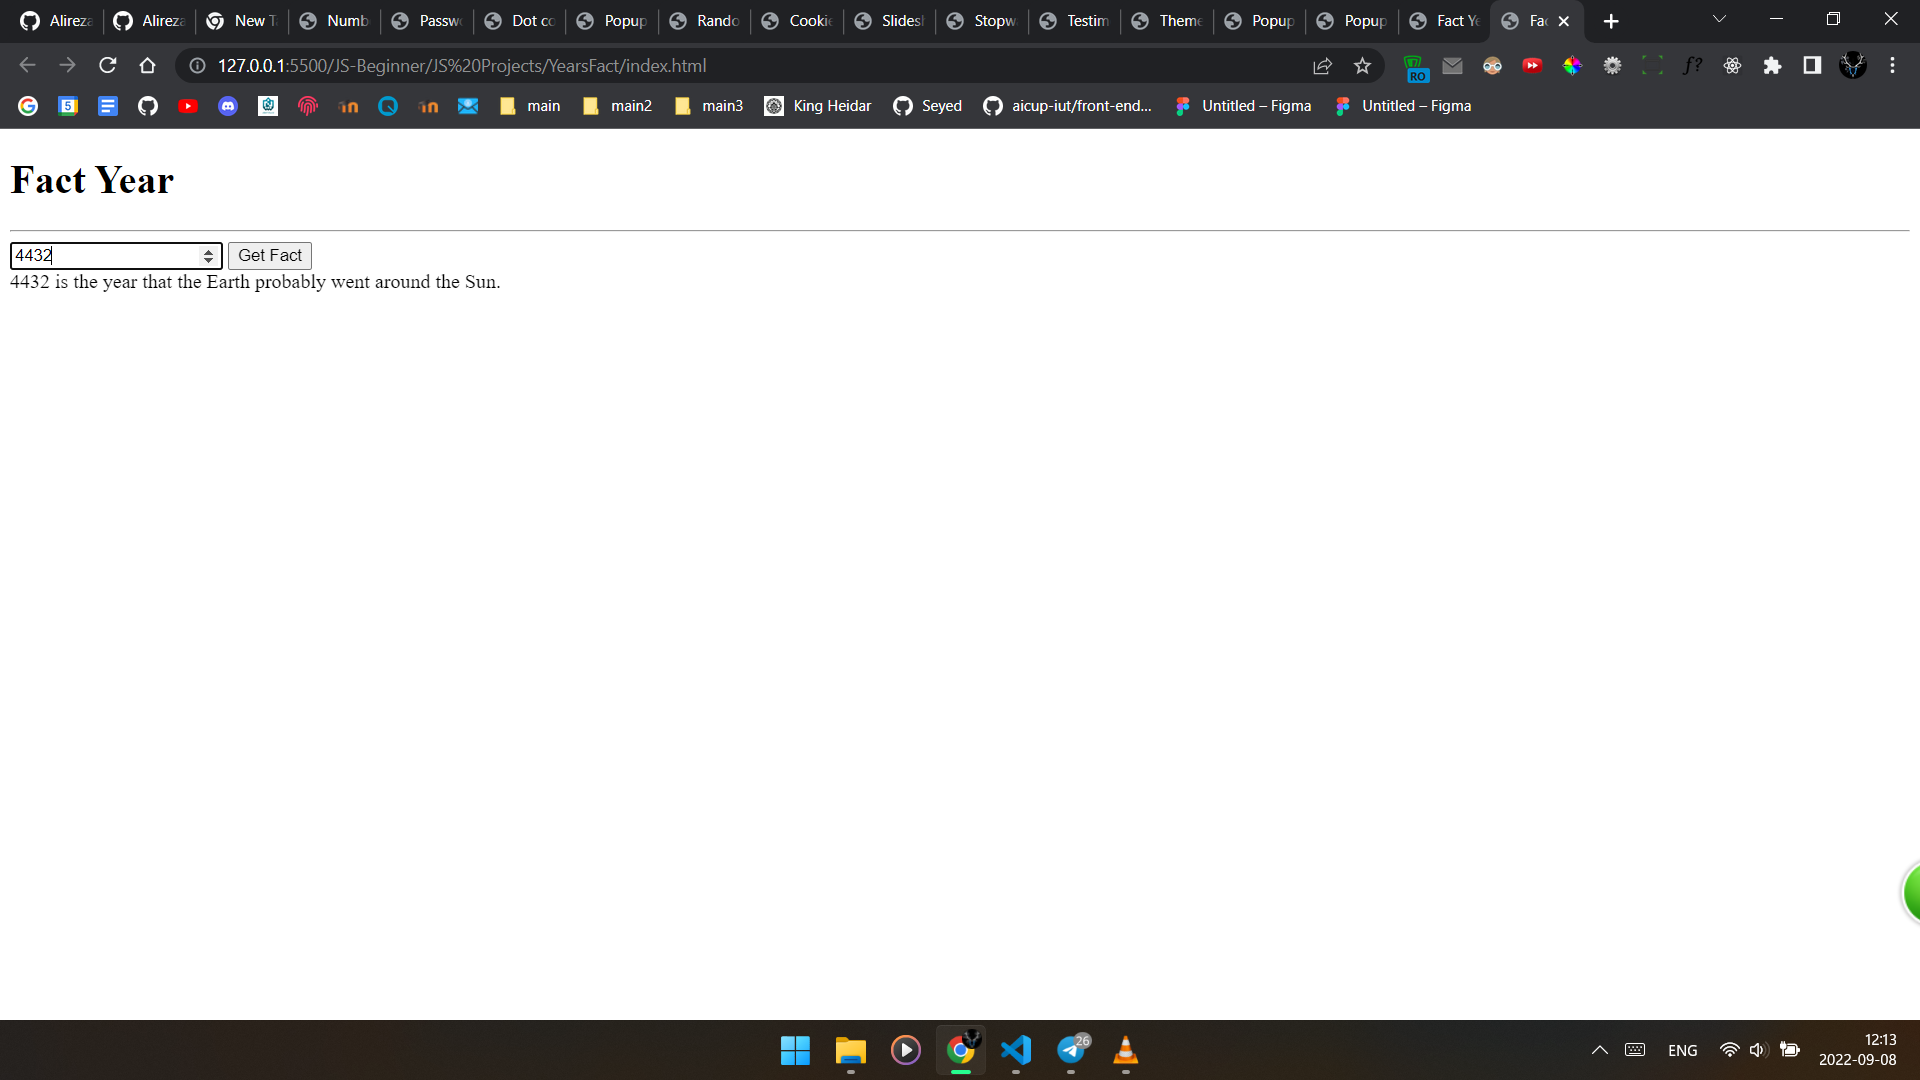 Alireza Alireza New T Numb Passw Dot co Popup Rando Cookie Slides Stopw Testim Theme Popup Popup Fact Ye Fac
127.0.0.1:5500/JS-Beginner/JS%20Projects/YearsFact/index.html
RO
f?
5 main main2 main3 King Heidar Seyed aicup-iut/front-end... Untitled – Figma Untitled – Figma
Fact Year
4432 Get Fact
4432 is the year that the Earth probably went around the Sun.
26
ENG
12:13
2022-09-08